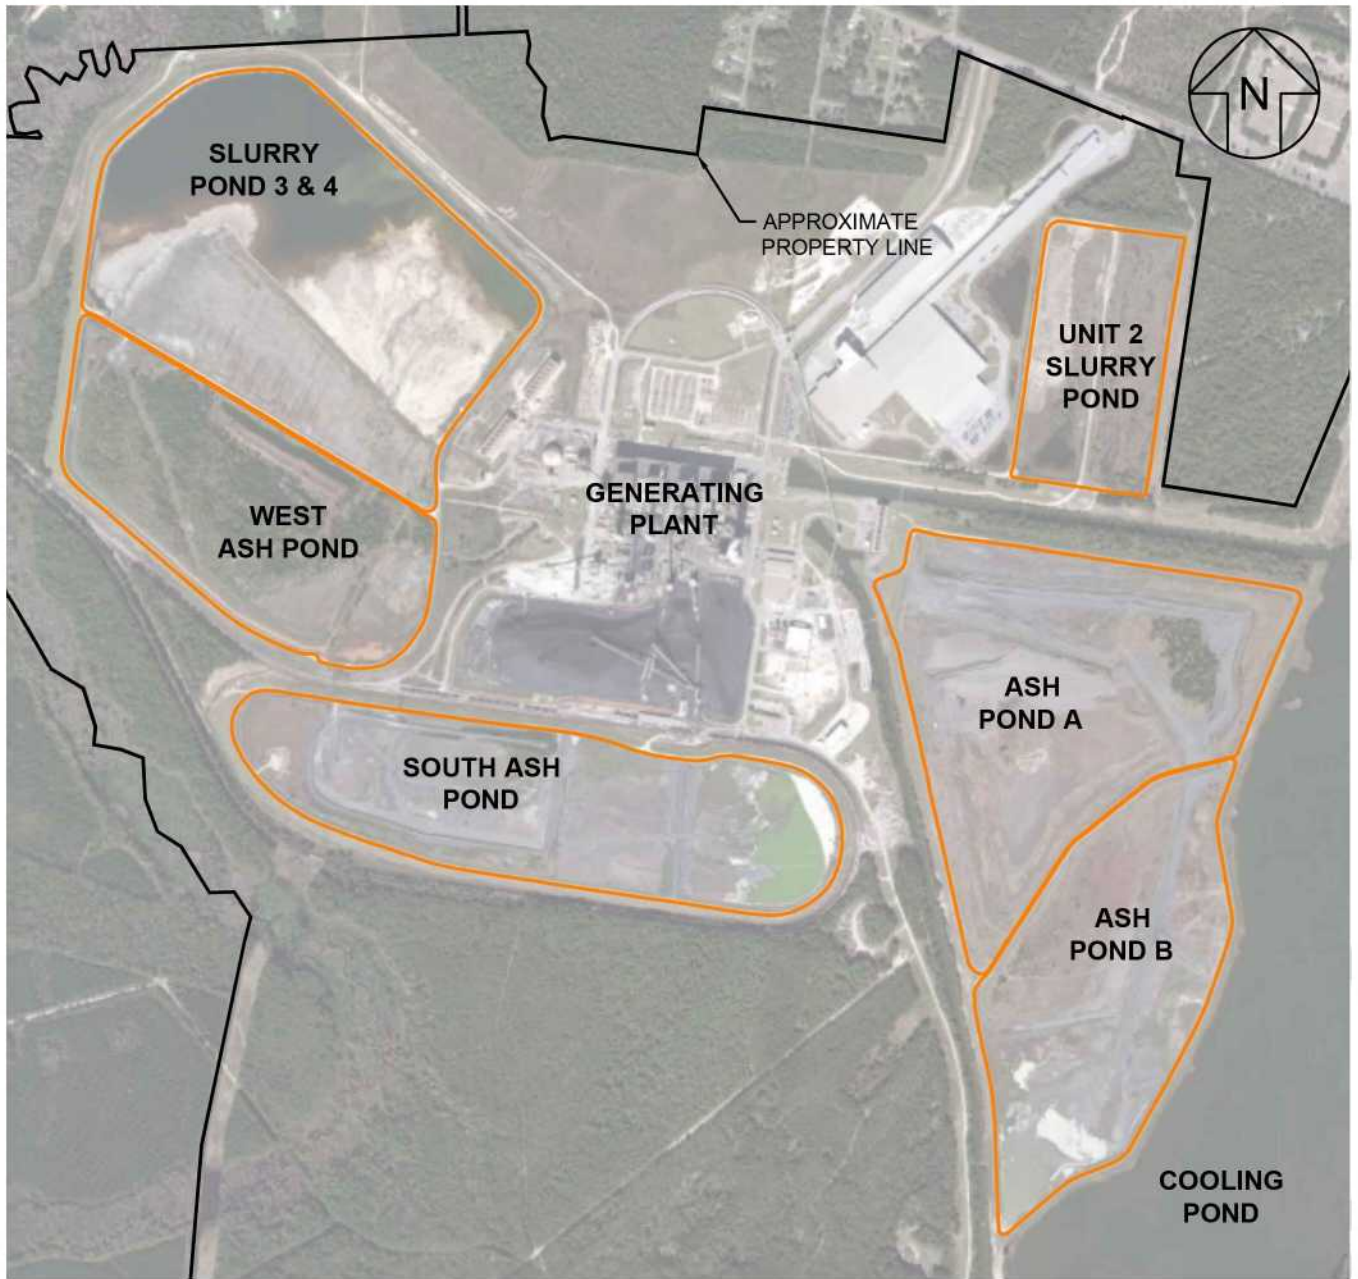 N
SLURRY
POND 3 & 4
APPROXIMATE
PROPERTY LINE
UNIT 2
SLURRY
POND
GENERATING
PLANT
WEST
ASH POND
ASH
POND A
SOUTH ASH
POND
ASH
POND B
COOLING
POND